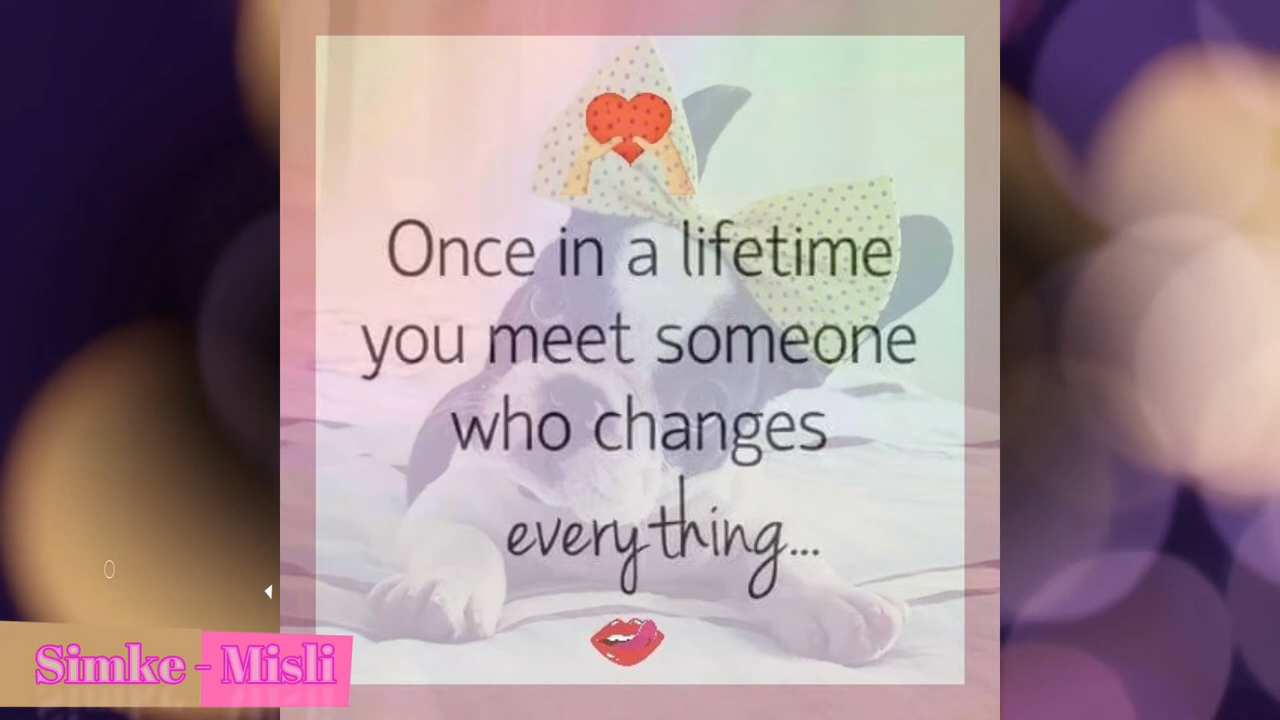 Once in a lifetime
you meet someone
who changes
everything...
Simke - Misli